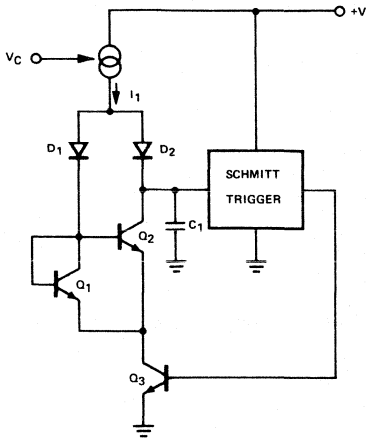 +V
VC
I1
D1
D2
SCHMITT
TRIGGER
Q2
C1
Q1
Q3